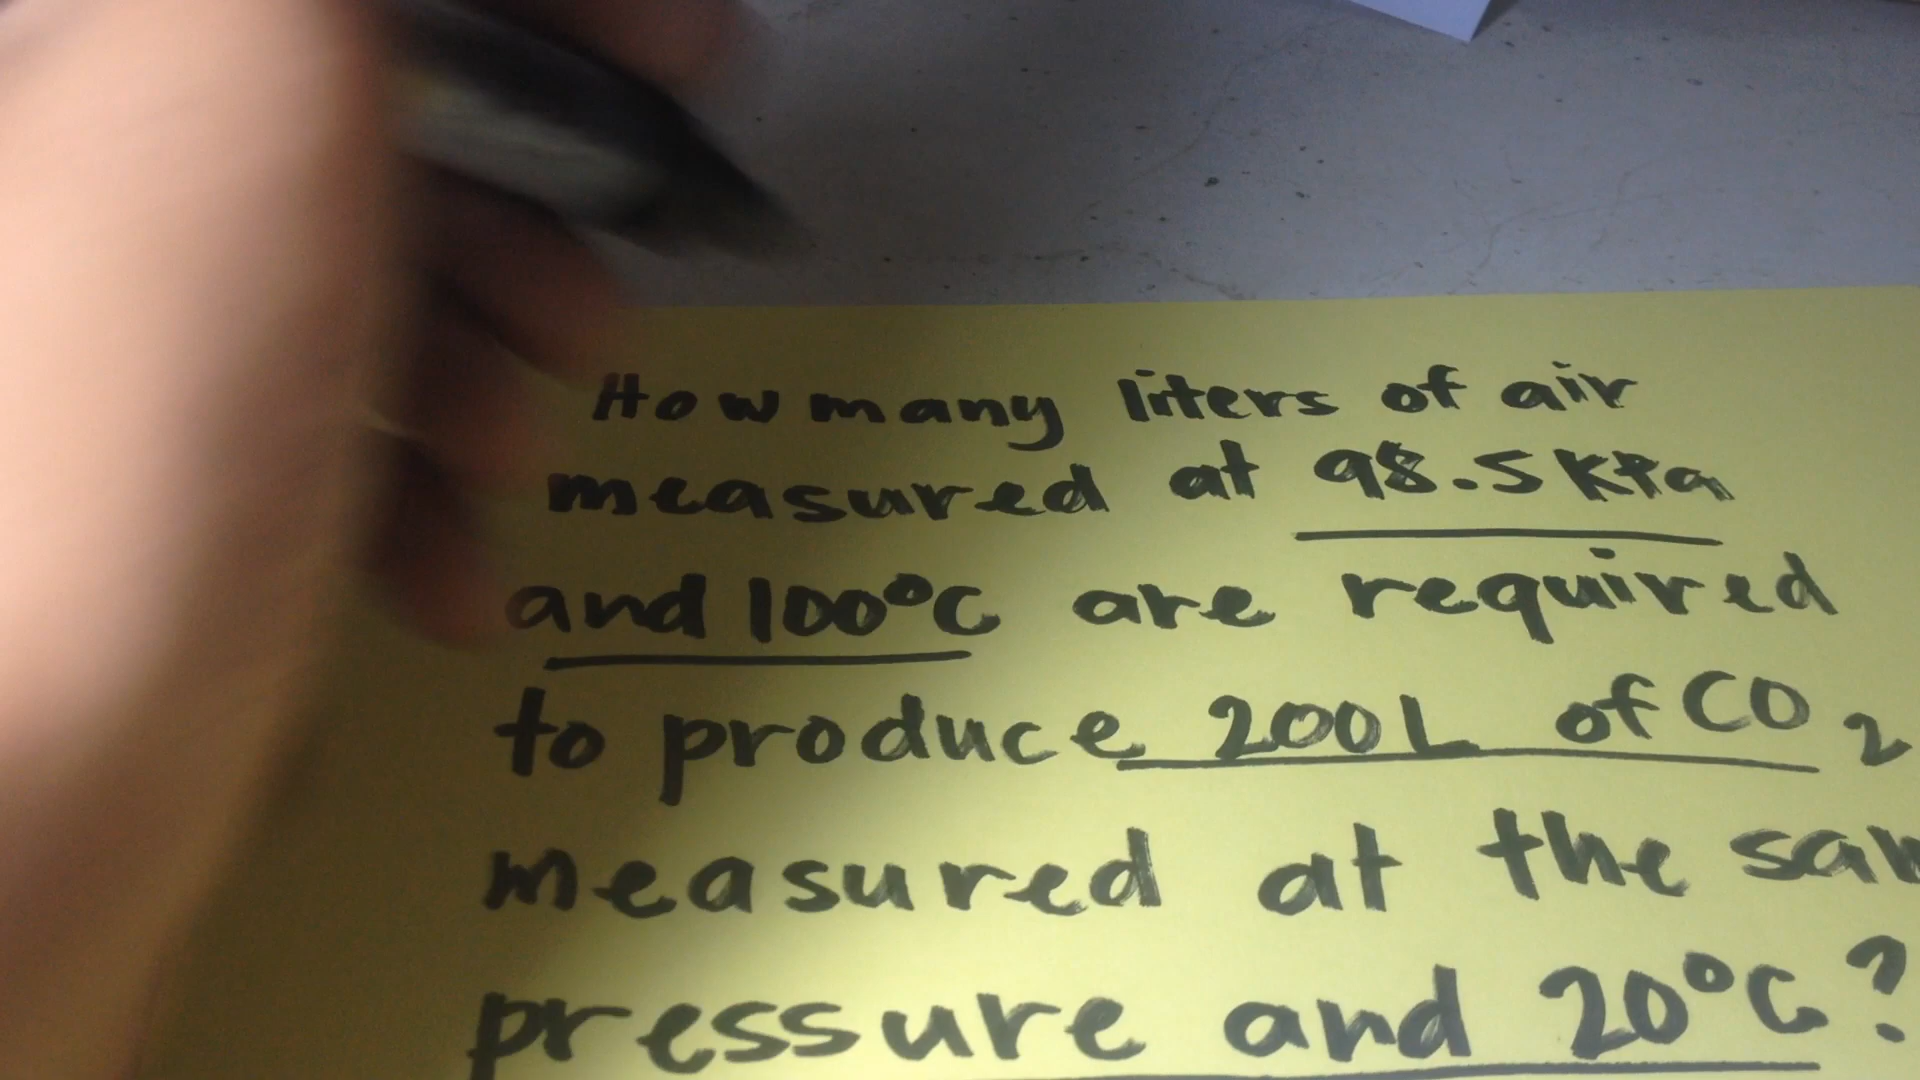 How many liters of air
measured at 98.5 kPa
and 100°C are required
to produce 200L of CO2
measured at the
pressure and 20°C?